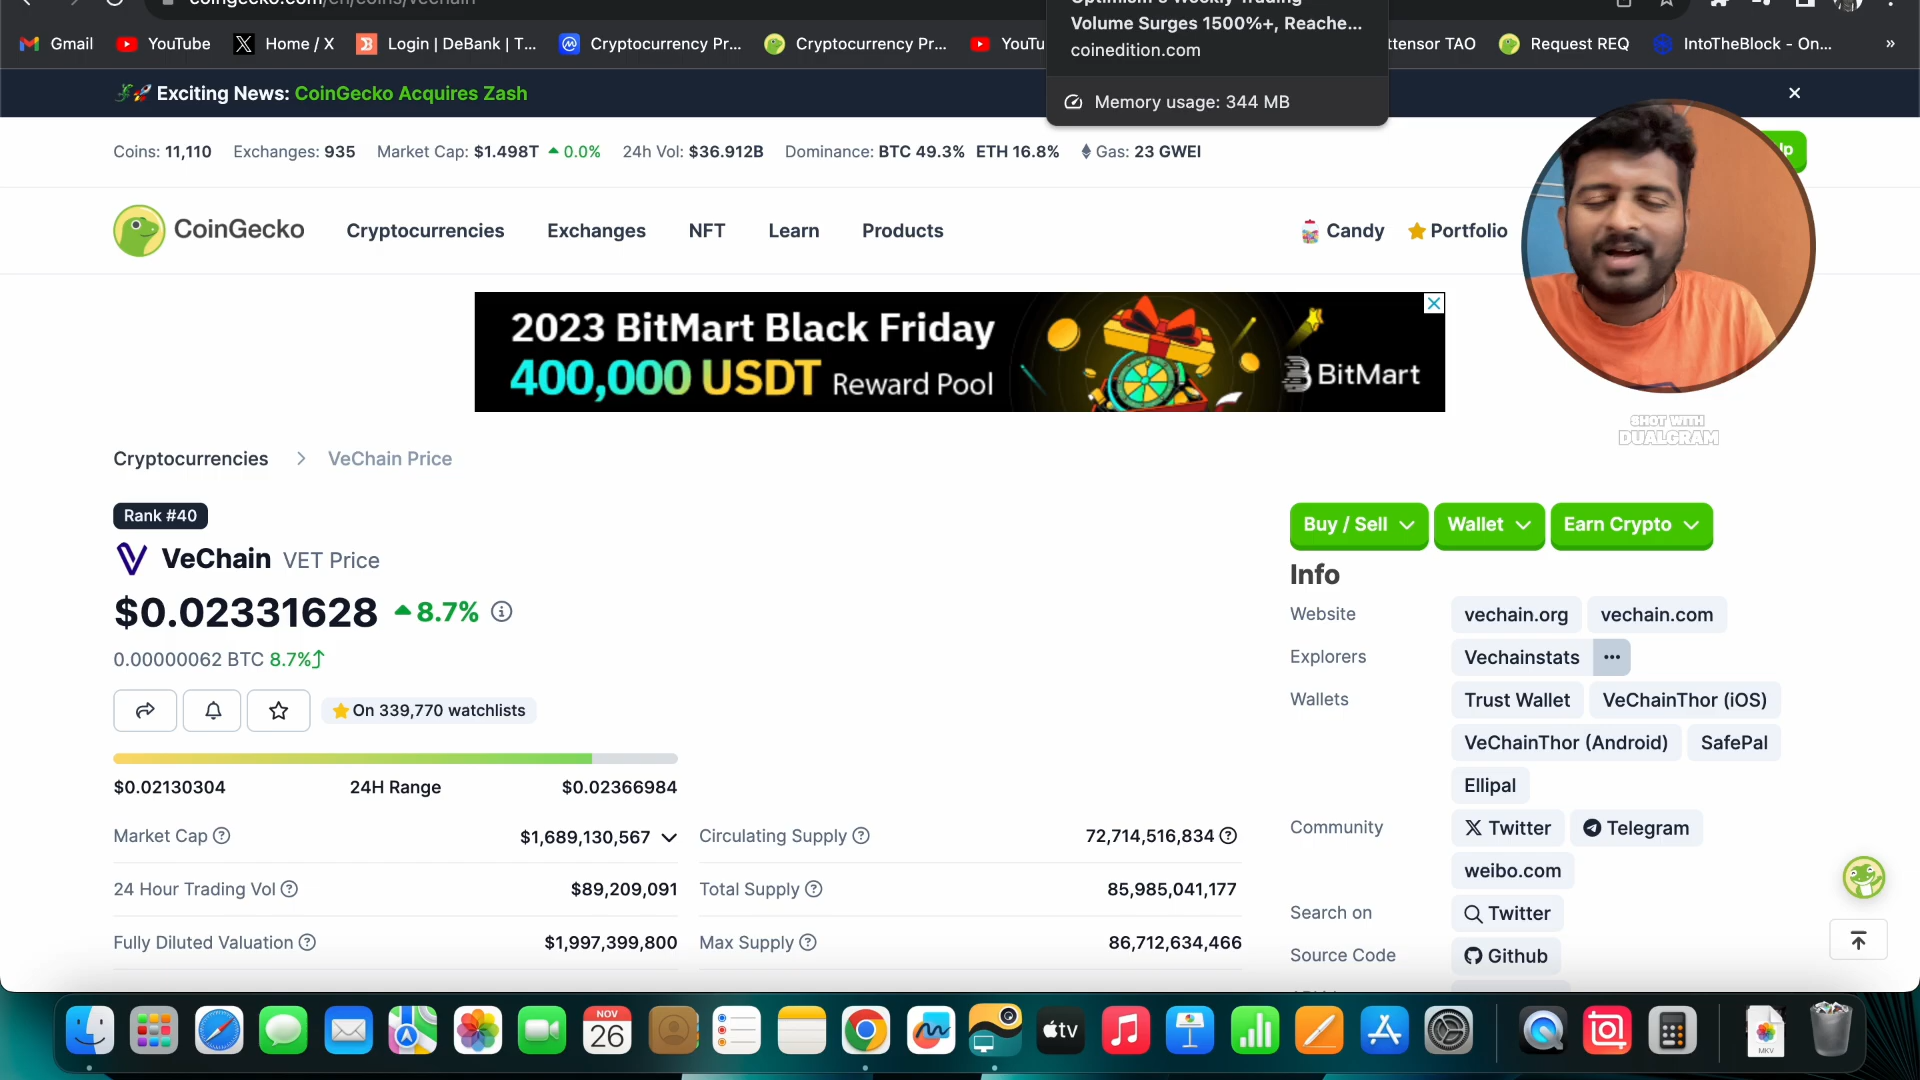 coingecko.com/en/coins/vechain
Volume Surges 1500%+, Reache...
coinedition.com
Memory usage: 344 MB
Gmail YouTube Home / X Login | DeBank | T... Cryptocurrency Pr... Cryptocurrency Pr... YouTu ttensor TAO Request REQ IntoTheBlock - On... »
Exciting News: CoinGecko Acquires Zash
Coins: 11,110 Exchanges: 935 Market Cap: $1.498T 0.0% 24h Vol: $36.912B Dominance: BTC 49.3% ETH 16.8% Gas: 23 GWEI
CoinGecko Cryptocurrencies Exchanges NFT Learn Products Candy Portfolio
2023 BitMart Black Friday
400,000 USDT Reward Pool
BitMart
SHOT WITH
DUALGRAM
Cryptocurrencies > VeChain Price
Rank #40
VeChain VET Price
$0.02331628 8.7%
0.00000062 BTC 8.7%
On 339,770 watchlists
$0.02130304 24H Range $0.02366984
Market Cap $1,689,130,567
24 Hour Trading Vol $89,209,091
Fully Diluted Valuation $1,997,399,800
Circulating Supply 72,714,516,834
Total Supply 85,985,041,177
Max Supply 86,712,634,466
Buy / Sell Wallet Earn Crypto
Info
Website vechain.org vechain.com
Explorers Vechainstats ...
Wallets Trust Wallet VeChainThor (iOS)
VeChainThor (Android) SafePal
Ellipal
Community Twitter Telegram
weibo.com
Search on Twitter
Source Code Github
NOV
26
tv
MKV